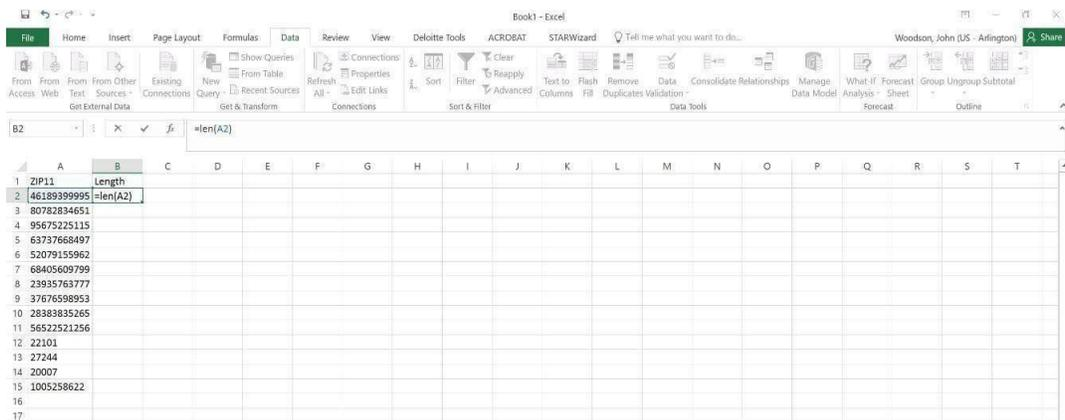 Book1 - Excel
File Home Insert Page Layout Formulas Data Review View Deloitte Tools ACROBAT STARWizard Tell me what you want to do... Woodson, John (US - Arlington) Share
From Access From Web From Text From Other Sources Existing Connections New Query Show Queries From Table Recent Sources Refresh All Connections Properties Edit Links Sort Filter Clear Reapply Advanced Text to Columns Flash Fill Remove Duplicates Data Validation Consolidate Relationships Manage Data Model What-If Analysis Forecast Sheet Group Ungroup Subtotal
Get External Data Get & Transform Connections Sort & Filter Data Tools Forecast Outline
B2 fx =len(A2)
A B C D E F G H I J K L M N O P Q R S T
1 ZIP11 Length
2 46189399995 =len(A2)
3 80782834651
4 95675225115
5 63737668497
6 52079155962
7 68405609799
8 23935763777
9 37676598953
10 28383835265
11 56522521256
12 22101
13 27244
14 20007
15 1005258622
16
17